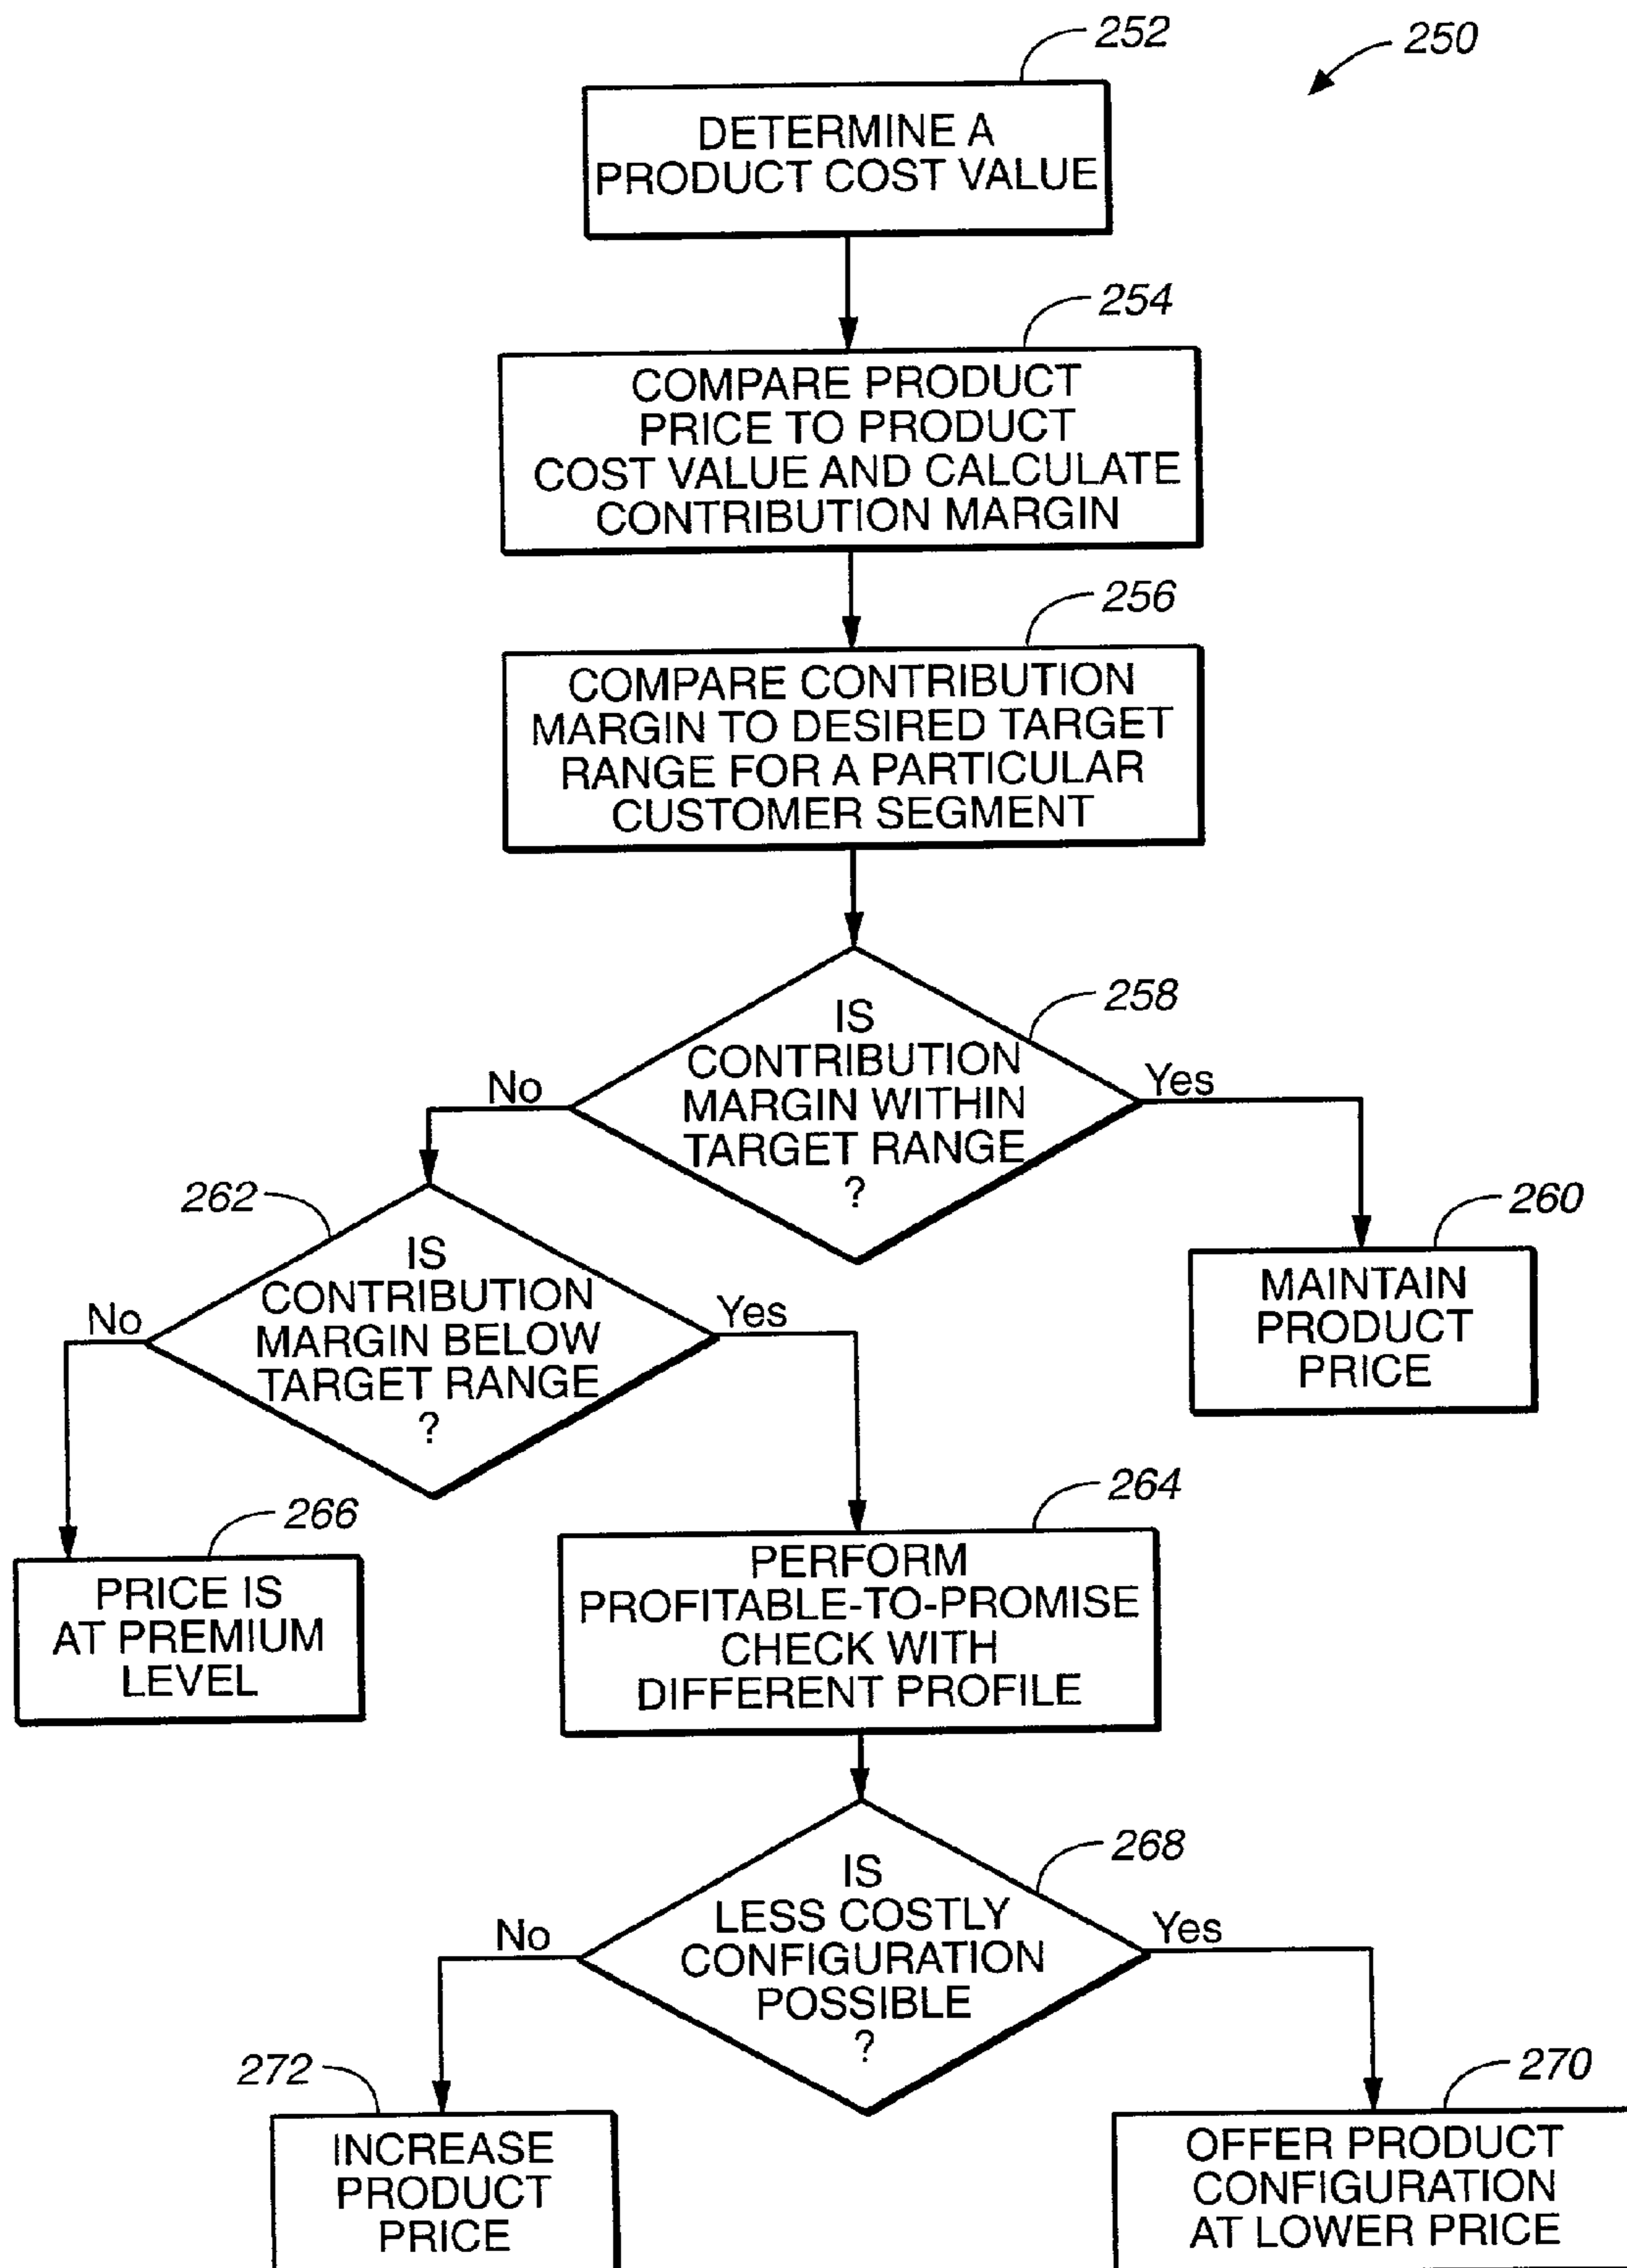 252
250
DETERMINE A
PRODUCT COST VALUE
254
COMPARE PRODUCT
PRICE TO PRODUCT
COST VALUE AND CALCULATE
CONTRIBUTION MARGIN
256
COMPARE CONTRIBUTION
MARGIN TO DESIRED TARGET
RANGE FOR A PARTICULAR
CUSTOMER SEGMENT
258
IS
CONTRIBUTION
MARGIN WITHIN
TARGET RANGE
?
No
Yes
260
MAINTAIN
PRODUCT
PRICE
262
IS
CONTRIBUTION
MARGIN BELOW
TARGET RANGE
?
No
Yes
266
PRICE IS
AT PREMIUM
LEVEL
264
PERFORM
PROFITABLE-TO-PROMISE
CHECK WITH
DIFFERENT PROFILE
268
IS
LESS COSTLY
CONFIGURATION
POSSIBLE
?
No
Yes
272
INCREASE
PRODUCT
PRICE
270
OFFER PRODUCT
CONFIGURATION
AT LOWER PRICE